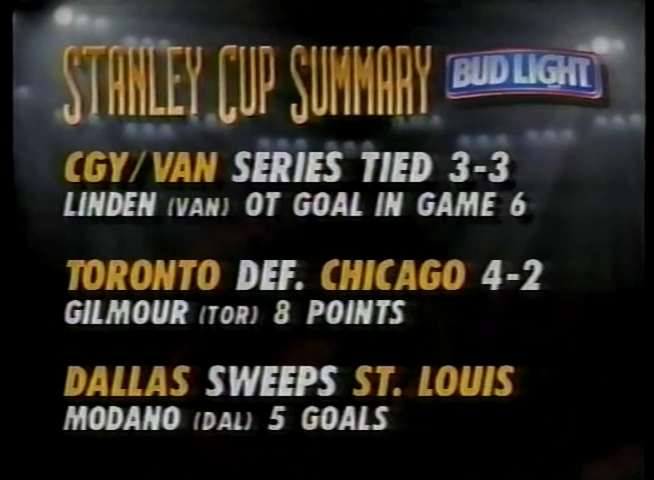 STANLEY CUP SUMMARY BUD LIGHT
CGY/VAN SERIES TIED 3-3
LINDEN (VAN) OT GOAL IN GAME 6
TORONTO DEF. CHICAGO 4-2
GILMOUR (TOR) 8 POINTS
DALLAS SWEEPS ST. LOUIS
MODANO (DAL) 5 GOALS